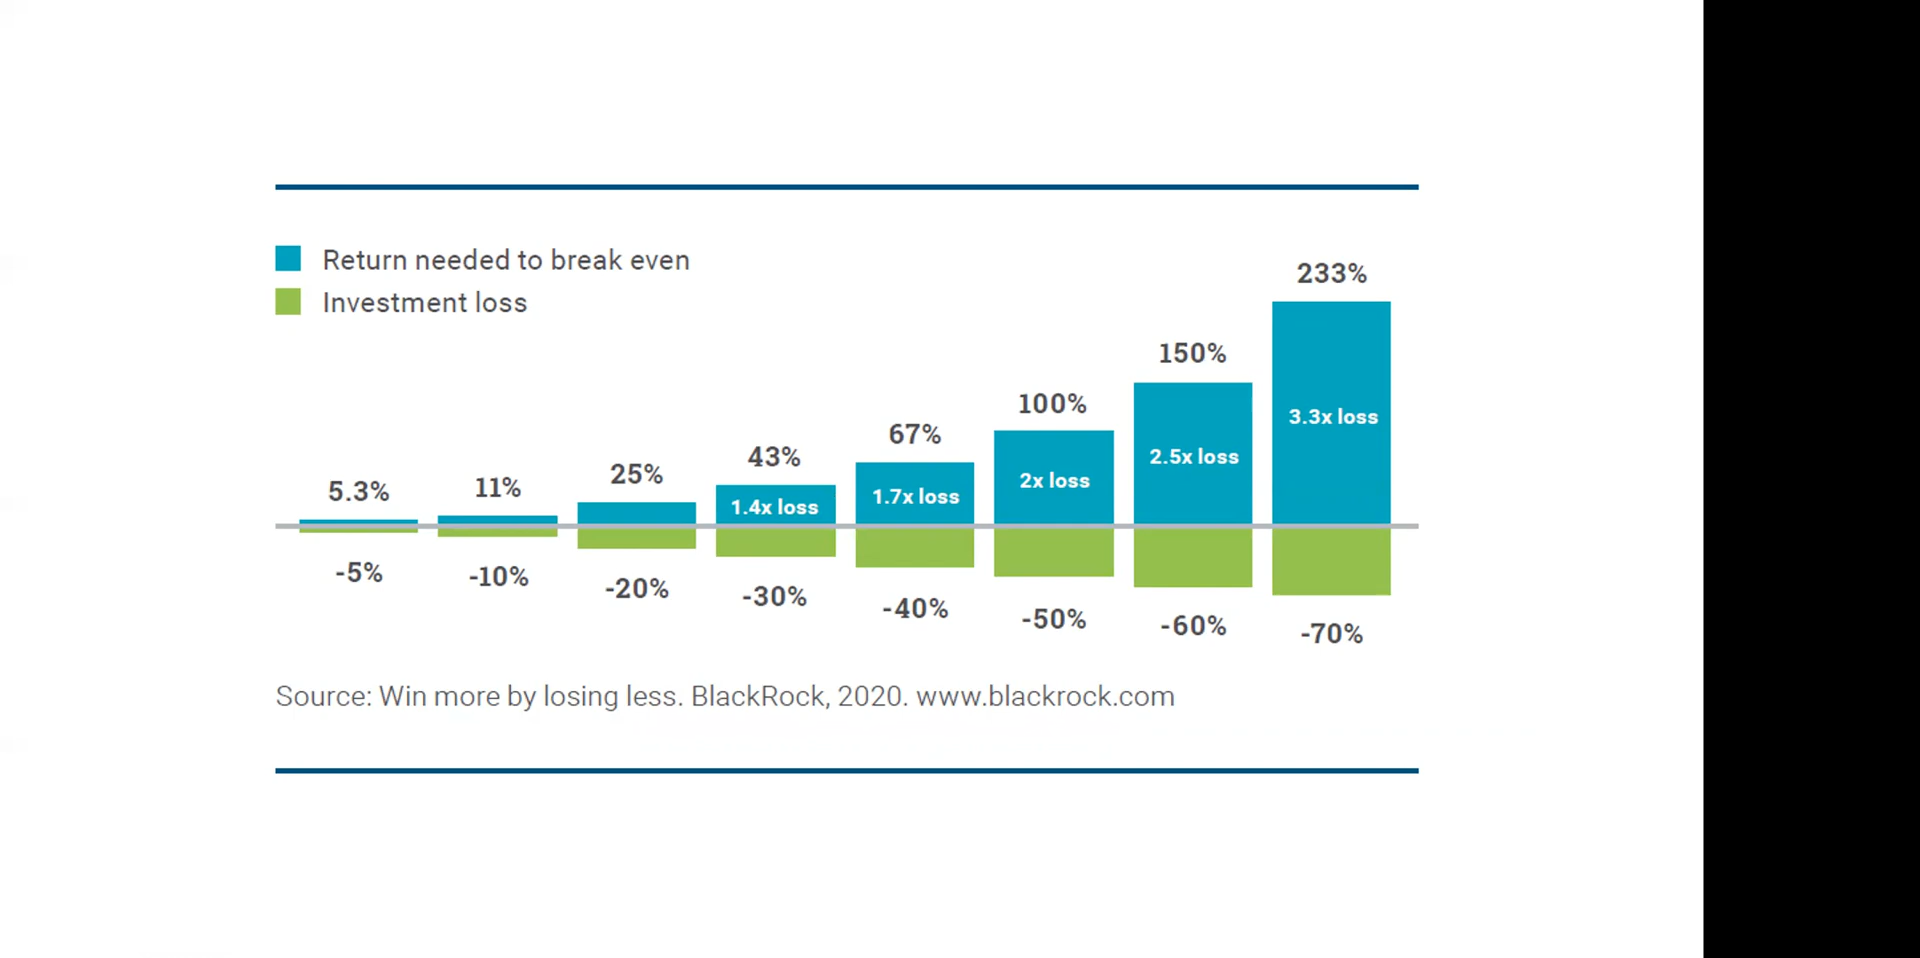 Return needed to break even
Investment loss
5.3%
11%
25%
43%
67%
100%
150%
233%
1.4x loss
1.7x loss
2x loss
2.5x loss
3.3x loss
-5%
-10%
-20%
-30%
-40%
-50%
-60%
-70%
Source: Win more by losing less. BlackRock, 2020. www.blackrock.com